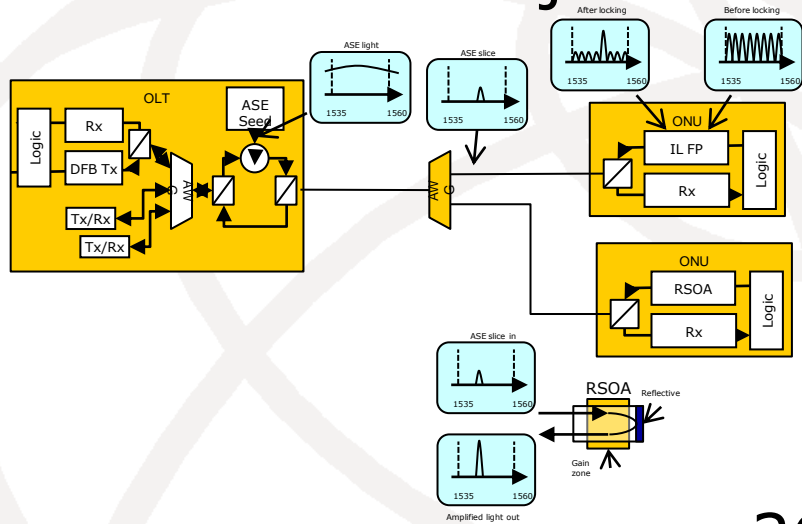 After locking
Before locking
1535
1560
1535
1560
ASE light
1535
1560
ASE slice
1535
1560
OLT
Logic
Rx
DFB Tx
Tx/Rx
Tx/Rx
AW
G
ASE
Seed
AW
G
ONU
IL FP
Rx
Logic
ONU
RSOA
Rx
Logic
ASE slice in
1535
1560
RSOA
Reflective
Gain
zone
1535
1560
Amplified light out